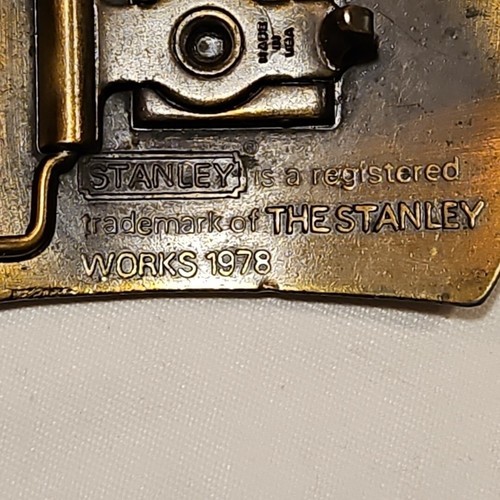 MADE
IN
USA
STANLEY® is a registered
trademark of THE STANLEY
WORKS 1978